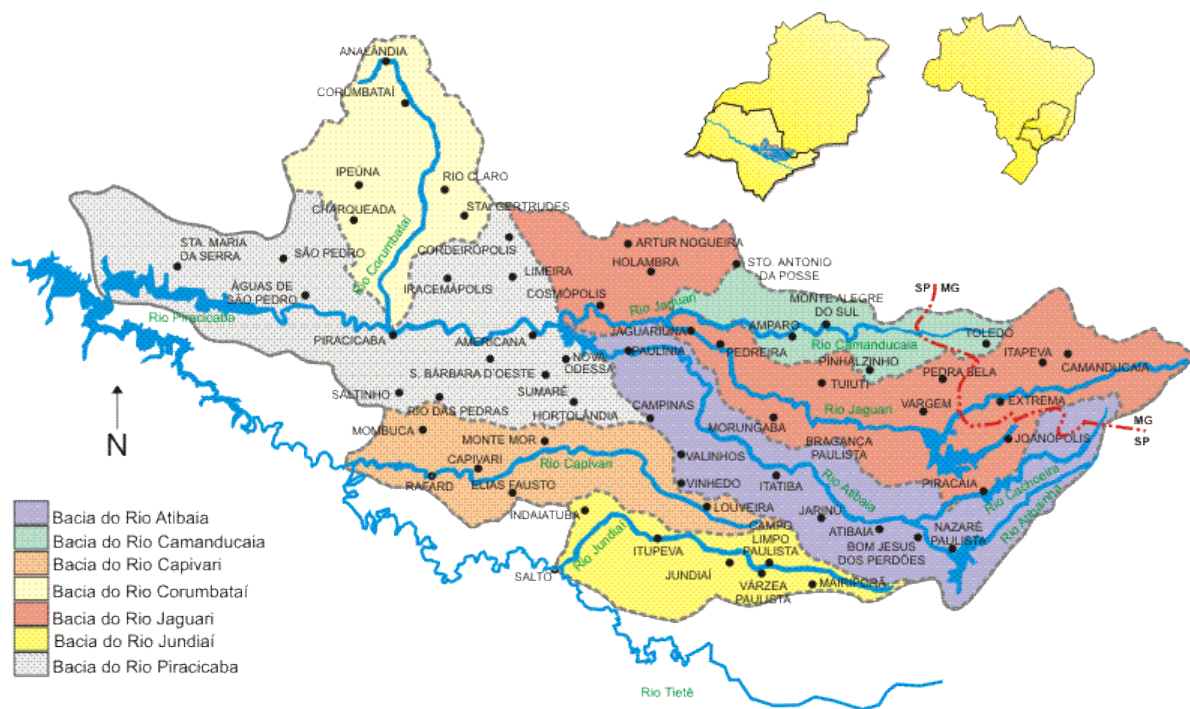 ANALÂNDIA
CORUMBATAÍ
IPEÚNA
RIO CLARO
CHARQUEADA
STA. GERTRUDES
Rio Corumbataí
STA. MARIA
DA SERRA
SÃO PEDRO
CORDEIRÓPOLIS
ÁGUAS DE
SÃO PEDRO
IRACEMÁPOLIS
LIMEIRA
ARTUR NOGUEIRA
HOLAMBRA
STO. ANTONIO
DA POSSE
COSMÓPOLIS
Rio Jaguari
MONTE ALEGRE
DO SUL
SP
MG
Rio Piracicaba
PIRACICABA
AMERICANA
JAGUARIÚNA
AMPARO
Rio Camanducaia
TOLEDO
ITAPEVA
PAULÍNIA
PEDREIRA
PINHALZINHO
PEDRA BELA
CAMANDUCAIA
NOVA
ODESSA
S. BÁRBARA D'OESTE
SUMARÉ
TUIUTI
SALTINHO
RIO DAS PEDRAS
HORTOLÂNDIA
CAMPINAS
Rio Jaguari
VARGEM
EXTREMA
MG
SP
MOMBUCA
MONTE MOR
MORUNGABA
BRAGANÇA
PAULISTA
JOANÓPOLIS
CAPIVARI
Rio Capivari
VALINHOS
RAFARD
ELIAS FAUSTO
VINHEDO
ITATIBA
Rio Atibaia
PIRACAIA
Rio Cachoeira
Rio Atibainha
INDAIATUBA
LOUVEIRA
JARINU
CAMPO
LIMPO
PAULISTA
ATIBAIA
NAZARÉ
PAULISTA
BOM JESUS
DOS PERDÕES
Rio Jundiaí
ITUPEVA
SALTO
JUNDIAÍ
VÁRZEA
PAULISTA
MAIRIPORÃ
Rio Tietê
N
Bacia do Rio Atibaia
Bacia do Rio Camanducaia
Bacia do Rio Capivari
Bacia do Rio Corumbataí
Bacia do Rio Jaguari
Bacia do Rio Jundiaí
Bacia do Rio Piracicaba